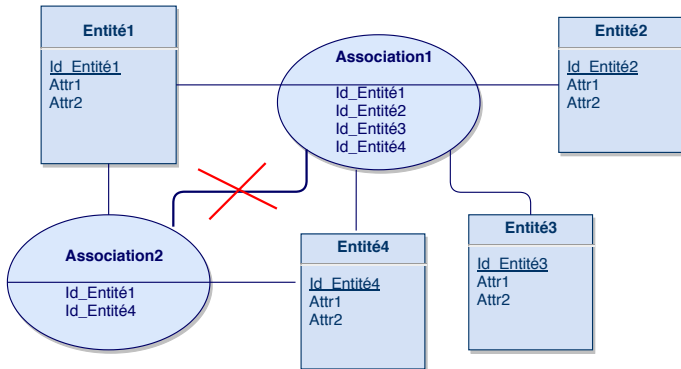 Entité1
Id_Entité1
Attr1
Attr2
Association1
Id_Entité1
Id_Entité2
Id_Entité3
Id_Entité4
Entité2
Id_Entité2
Attr1
Attr2
Association2
Id_Entité1
Id_Entité4
Entité4
Id_Entité4
Attr1
Attr2
Entité3
Id_Entité3
Attr1
Attr2